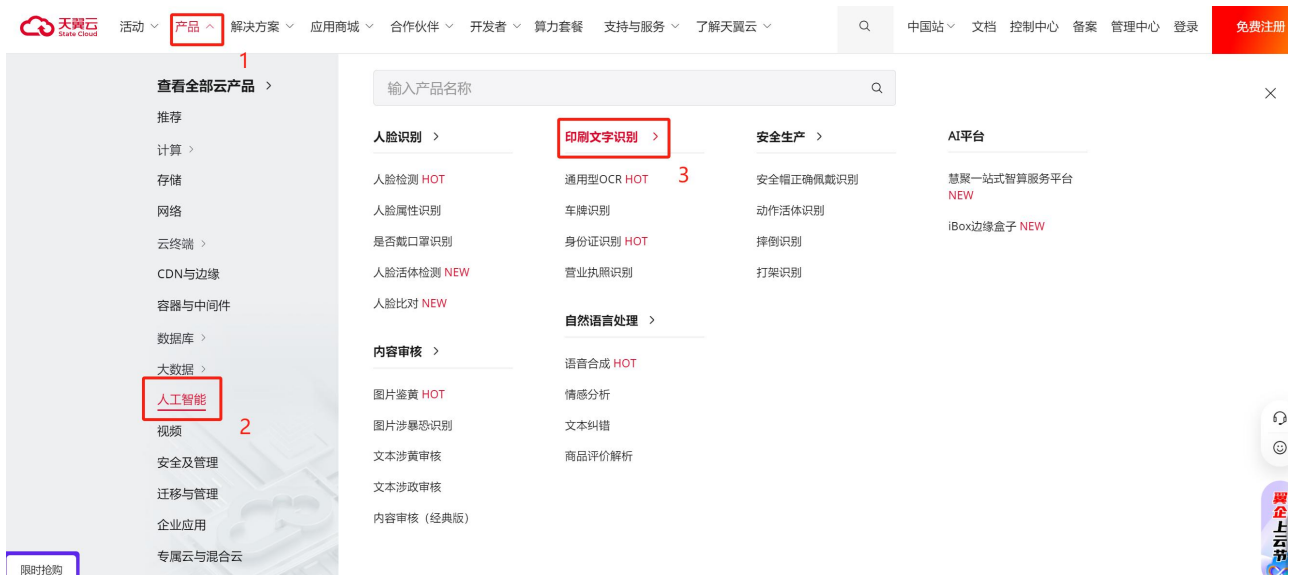 天翼云
State Cloud
活动 产品 解决方案 应用商城 合作伙伴 开发者 算力套餐 支持与服务 了解天翼云 中国站 文档 控制中心 备案 管理中心 登录 免费注册
1
查看全部云产品
推荐
计算
存储
网络
云终端
CDN与边缘
容器与中间件
数据库
大数据
人工智能
2
视频
安全及管理
迁移与管理
企业应用
专属云与混合云
限时抢购
输入产品名称
人脸识别
人脸检测 HOT
人脸属性识别
是否戴口罩识别
人脸活体检测 NEW
人脸比对 NEW
内容审核
图片鉴黄 HOT
图片涉暴恐识别
文本涉黄审核
文本涉政审核
内容审核（经典版）
印刷文字识别
3
通用型OCR HOT
车牌识别
身份证识别 HOT
营业执照识别
自然语言处理
语音合成 HOT
情感分析
文本纠错
商品评价解析
安全生产
安全帽正确佩戴识别
动作活体识别
摔倒识别
打架识别
AI平台
慧聚一站式智算服务平台
NEW
iBox边缘盒子 NEW
翼企上云节